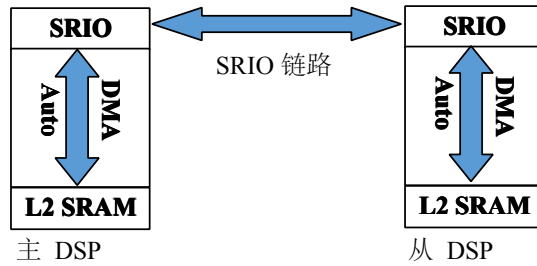 SRIO
SRIO
SRIO 链路
Auto
DMA
Auto
DMA
L2 SRAM
L2 SRAM
主 DSP
从 DSP